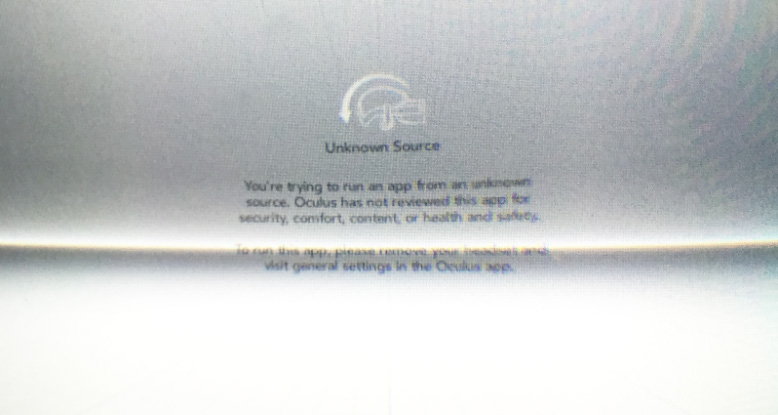 Unknown Source
You're trying to run an app from an unknown
source. Oculus has not reviewed this app for
security, comfort, content, or health and safety.
To run this app, please remove your headset and
visit general settings in the Oculus app.